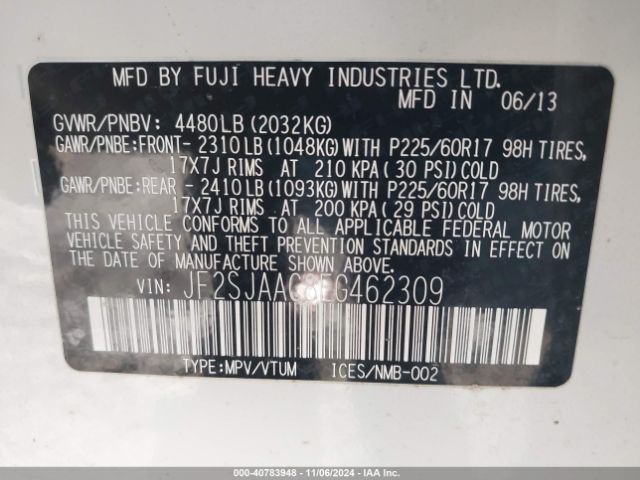 MFD BY FUJI HEAVY INDUSTRIES LTD.
MFD IN 06/13
GVWR/PNBV: 4480LB(2032KG)
GAWR/PNBE:FRONT- 2310LB(1048KG)WITH P225/60R17 98H TIRES,
17X7J RIMS AT 210 KPA(30 PSI)COLD
GAWR/PNBE:REAR - 2410LB(1093KG)WITH P225/60R17 98H TIRES,
17X7J RIMS AT 200 KPA(29 PSI)COLD
THIS VEHICLE CONFORMS TO ALL APPLICABLE FEDERAL MOTOR
VEHICLE SAFETY AND THEFT PREVENTION STANDARDS IN EFFECT ON
THE DATE OF MANUFACTURE SHOWN ABOVE.
VIN: JF2SJAAC8EG462309
TYPE:MPV/VTUM ICES/NMB-002
000-40783948 - 11/06/2024 - IAA Inc.